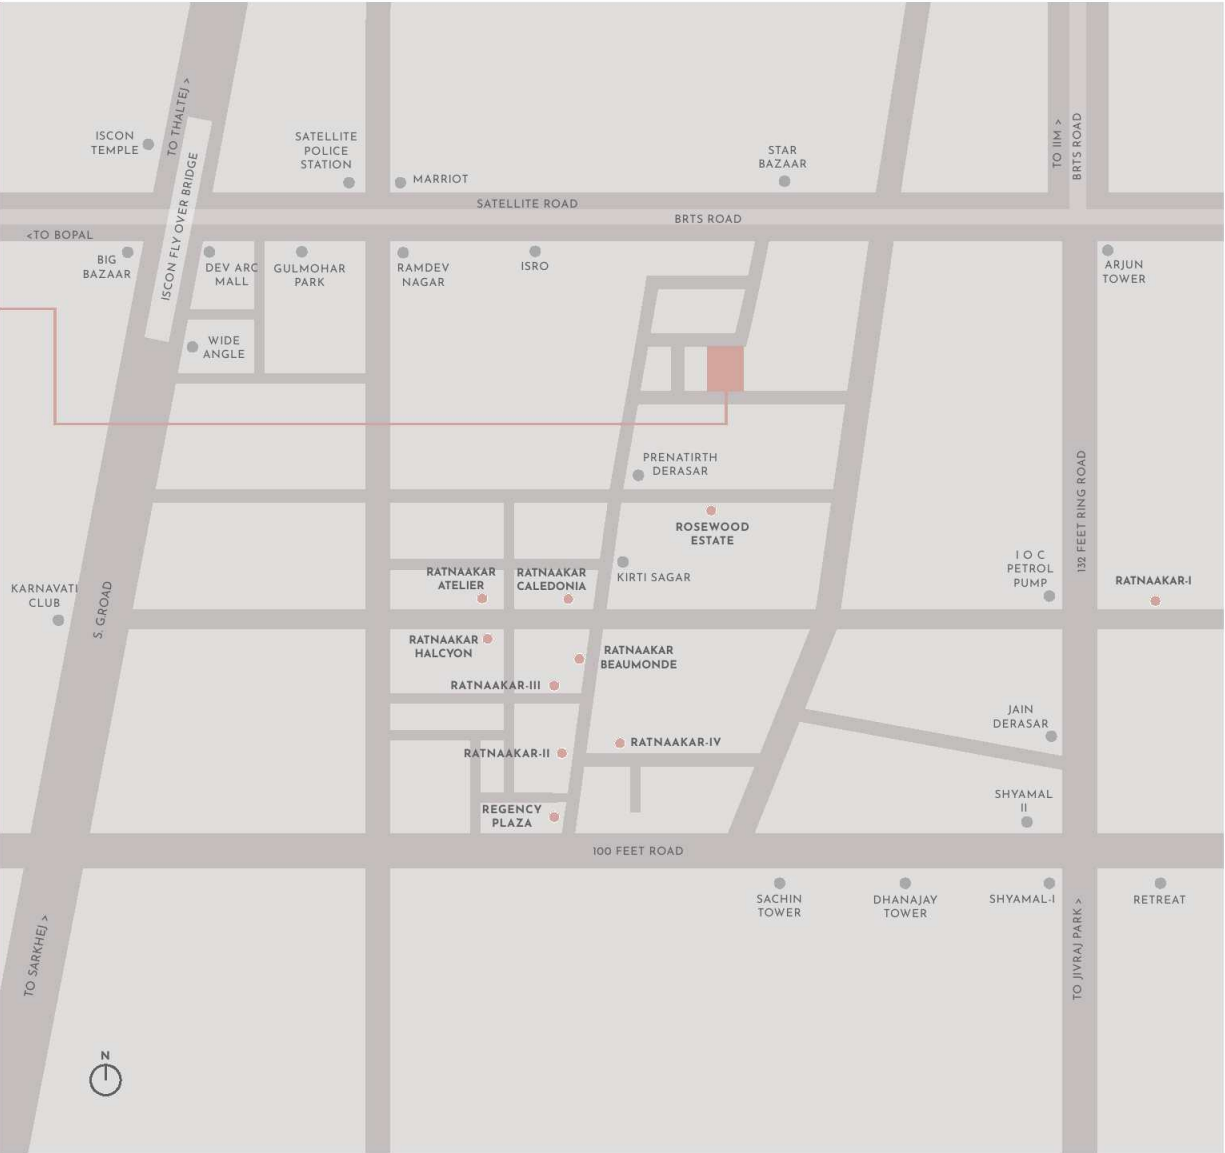 TO THALTEJ >
ISCON
TEMPLE
ISCON FLY OVER BRIDGE
SATELLITE
POLICE
STATION
MARRIOT
STAR
BAZAAR
TO IIM >
BRTS ROAD
SATELLITE ROAD
BRTS ROAD
<TO BOPAL
BIG
BAZAAR
DEV ARC
MALL
GULMOHAR
PARK
RAMDEV
NAGAR
ISRO
ARJUN
TOWER
WIDE
ANGLE
PRENATIRTH
DERASAR
ROSEWOOD
ESTATE
132 FEET RING ROAD
I O C
PETROL
PUMP
RATNAAKAR-I
KARNAVATI
CLUB
S. G.ROAD
RATNAAKAR
ATELIER
RATNAAKAR
CALEDONIA
KIRTI SAGAR
RATNAAKAR
HALCYON
RATNAAKAR
BEAUMONDE
RATNAAKAR-III
RATNAAKAR-II
RATNAAKAR-IV
JAIN
DERASAR
SHYAMAL
II
REGENCY
PLAZA
100 FEET ROAD
SACHIN
TOWER
DHANAJAY
TOWER
SHYAMAL-I
RETREAT
TO SARKHEJ >
TO JIVRAJ PARK >
N